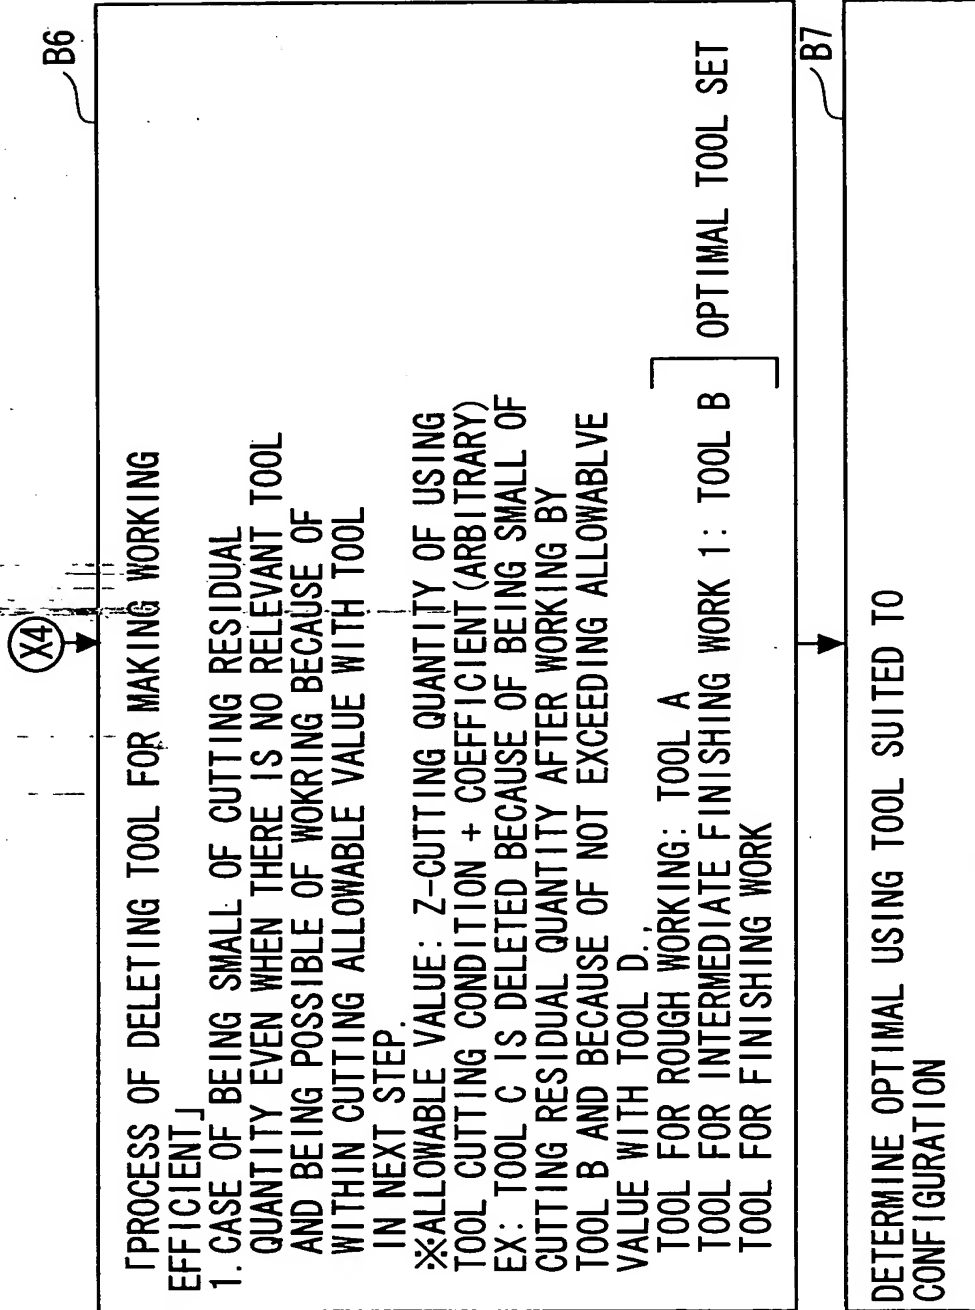 X4
B6
「PROCESS OF DELETING TOOL FOR MAKING WORKING
EFFICIENT」
1. CASE OF BEING SMALL OF CUTTING RESIDUAL
QUANTITY EVEN WHEN THERE IS NO RELEVANT TOOL
AND BEING POSSIBLE OF WOKRING BECAUSE OF
WITHIN CUTTING ALLOWABLE VALUE WITH TOOL
IN NEXT STEP.
※ALLOWABLE VALUE: Z-CUTTING QUANTITY OF USING
TOOL CUTTING CONDITION + COEFFICIENT(ARBITRARY)
EX: TOOL C IS DELETED BECAUSE OF BEING SMALL OF
CUTTING RESIDUAL QUANTITY AFTER WORKING BY
TOOL B AND BECAUSE OF NOT EXCEEDING ALLOWABLVE
VALUE WITH TOOL D.,
TOOL FOR ROUGH WORKING: TOOL A
TOOL FOR INTERMEDIATE FINISHING WORK 1: TOOL B
TOOL FOR FINISHING WORK
OPTIMAL TOOL SET
B7
DETERMINE OPTIMAL USING TOOL SUITED TO
CONFIGURATION